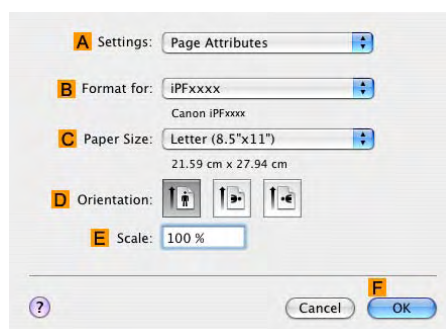 A Settings: Page Attributes
B Format for: iPFxxxx
Canon iPFxxxx
C Paper Size: Letter (8.5"x11")
21.59 cm x 27.94 cm
D Orientation:
E Scale: 100 %
F
? Cancel OK